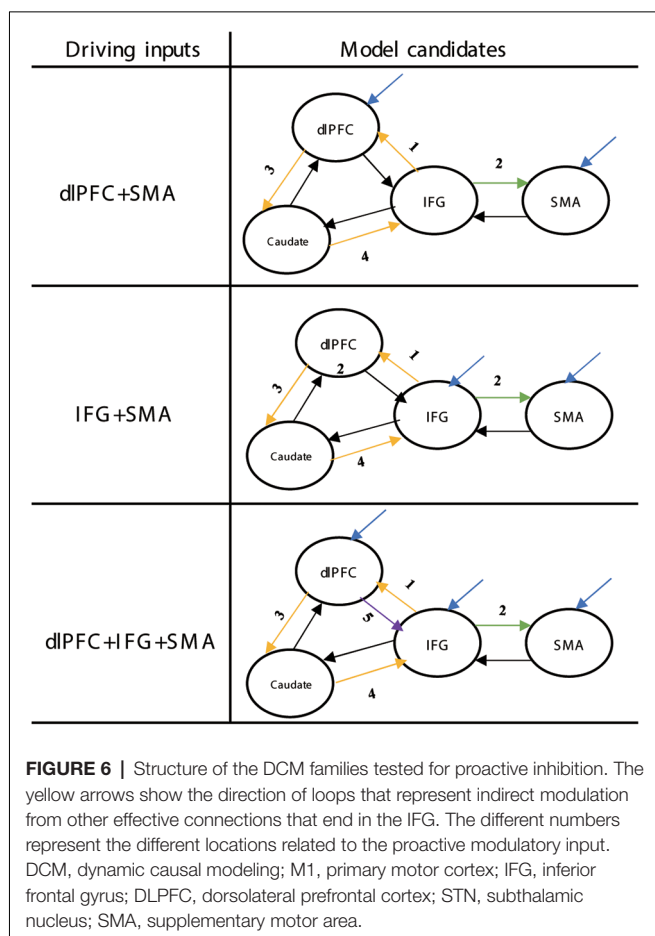 Driving inputs Model candidates
dlPFC+SMA
dlPFC
1
3
2
IFG
SMA
Caudate
4
IFG+SMA
dlPFC
2
1
3
2
IFG
SMA
Caudate
4
dlPFC+IFG+SMA
dlPFC
1
3
5
2
IFG
SMA
Caudate
4
FIGURE 6 | Structure of the DCM families tested for proactive inhibition. The
yellow arrows show the direction of loops that represent indirect modulation
from other effective connections that end in the IFG. The different numbers
represent the different locations related to the proactive modulatory input.
DCM, dynamic causal modeling; M1, primary motor cortex; IFG, inferior
frontal gyrus; DLPFC, dorsolateral prefrontal cortex; STN, subthalamic
nucleus; SMA, supplementary motor area.